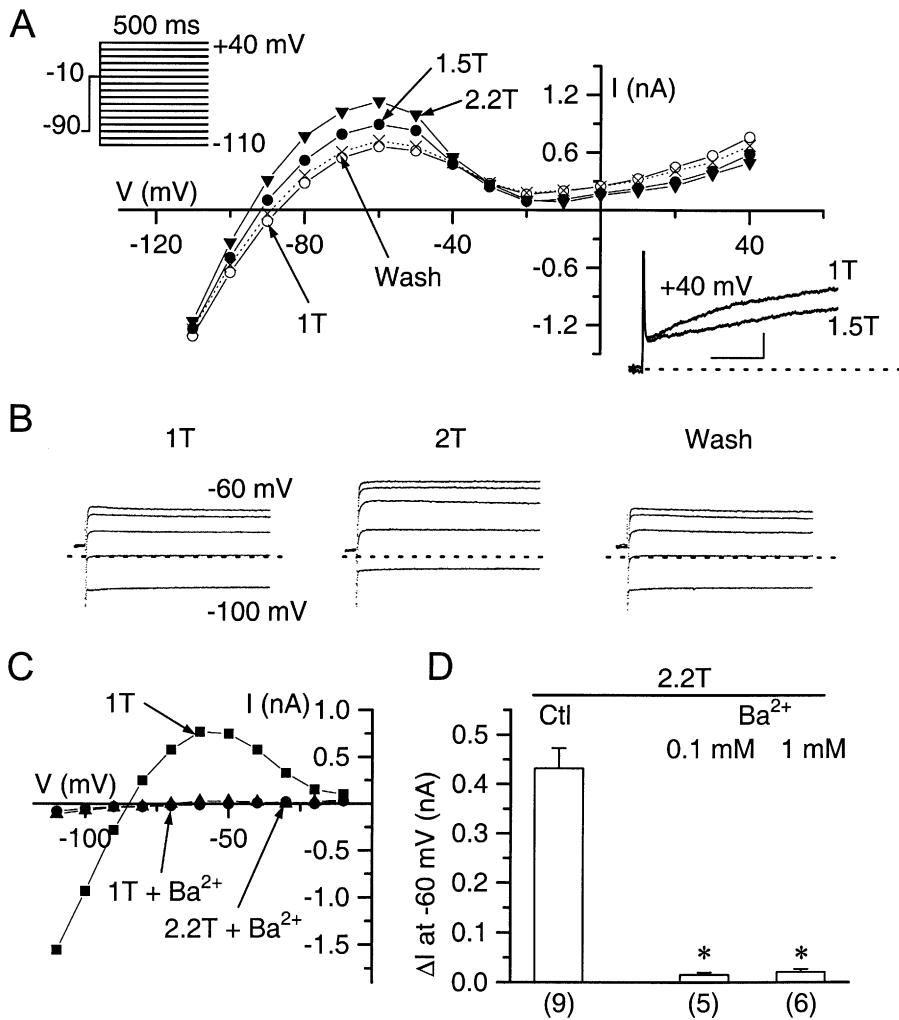 A
500 ms
+40 mV
-10
-90
-110
1.5T
2.2T
I (nA)
1.2
0.6
V (mV)
-120
-80
-40
40
Wash
1T
-0.6
-1.2
+40 mV
1T
1.5T
*
B
1T
2T
Wash
-60 mV
-100 mV
C
1T
I (nA)
1.0
0.5
V (mV)
-100
-50
-0.5
-1.0
-1.5
1T + Ba²⁺
2.2T + Ba²⁺
D
2.2T
Ctl
Ba²⁺
0.1 mM
1 mM
ΔI at -60 mV (nA)
0.5
0.4
0.3
0.2
0.1
0.0
*
*
(9)
(5)
(6)